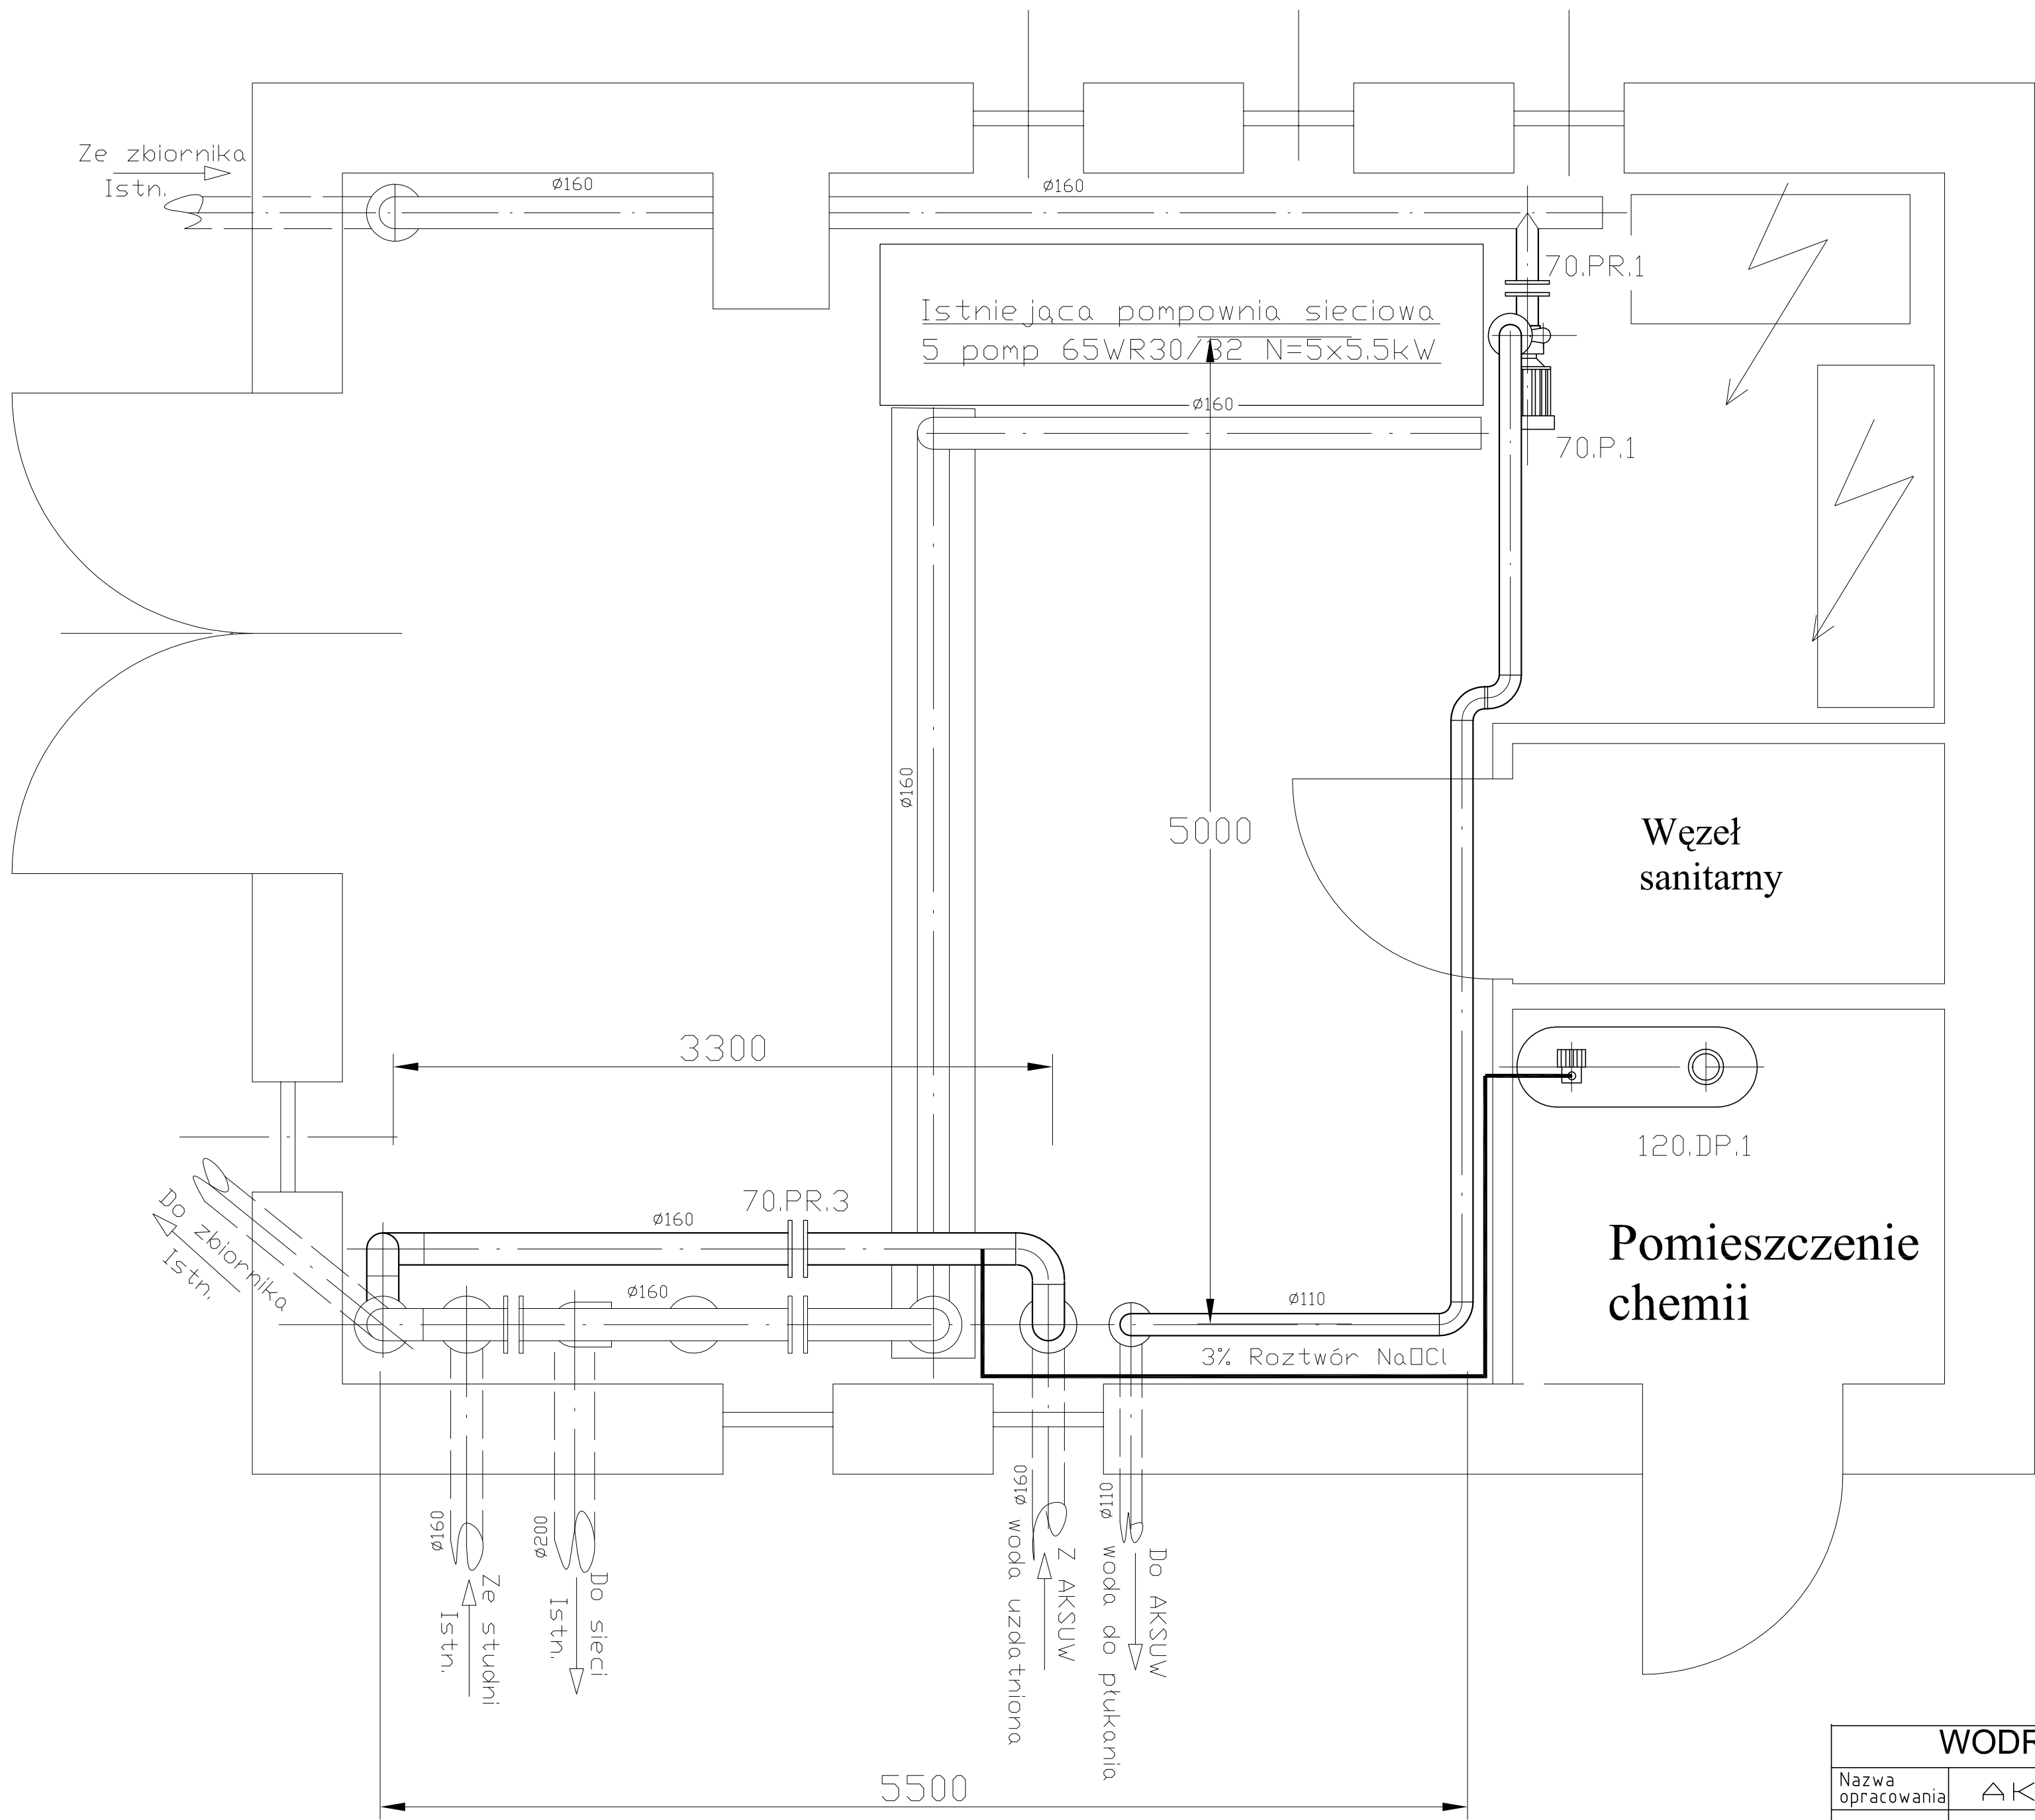 Ze zbiornika
Istn.
ø160
ø160
70.PR.1
Istniejąca pompownia sieciowa
5 pomp 65WR30/B2 N=5x5.5kW
ø160
70.P.1
ø160
5000
Węzeł
sanitarny
3300
120.DP.1
70.PR.3
ø160
Do zbiornika
Istn.
Pomieszczenie
chemii
ø160
ø110
3% Roztwór Na□Cl
ø160
Ze studni
Istn.
ø200
Do sieci
Istn.
ø160 woda uzdatniona
Z AKSUW
ø110 woda do płukania
Do AKSUW
5500
WODR
Nazwa
opracowania
AK